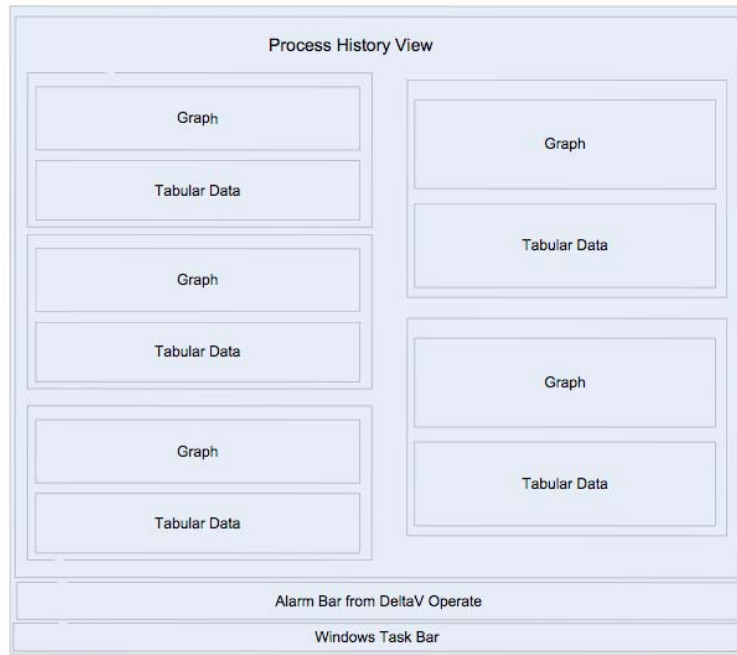 Process History View
Graph
Tabular Data
Graph
Tabular Data
Graph
Tabular Data
Graph
Tabular Data
Graph
Tabular Data
Alarm Bar from DeltaV Operate
Windows Task Bar